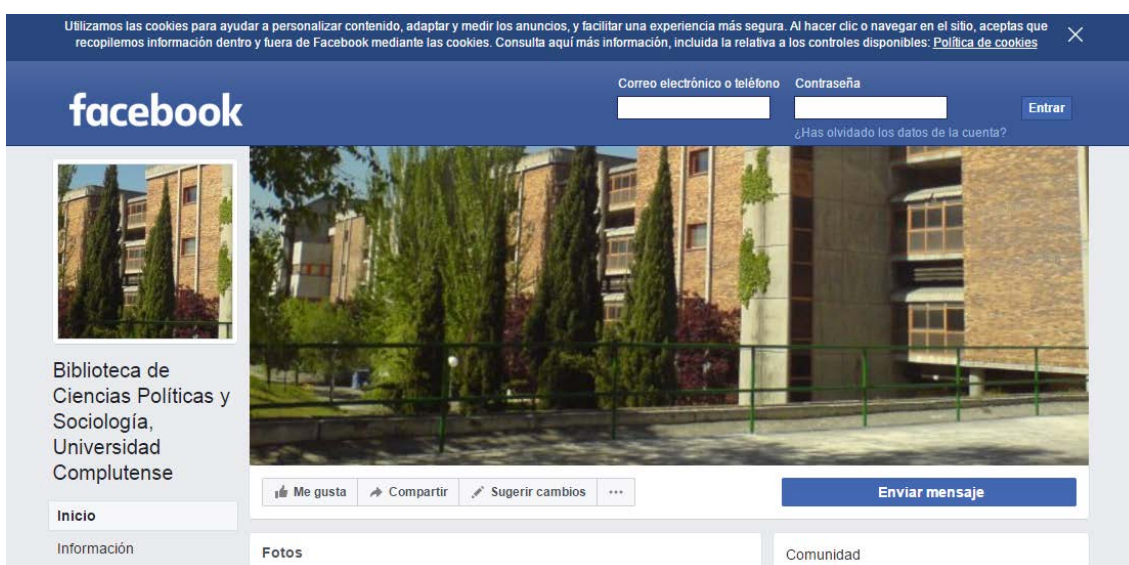 Utilizamos las cookies para ayudar a personalizar contenido, adaptar y medir los anuncios, y facilitar una experiencia más segura. Al hacer clic o navegar en el sitio, aceptas que
recopilemos información dentro y fuera de Facebook mediante las cookies. Consulta aquí más información, incluida la relativa a los controles disponibles: Política de cookies
facebook
Correo electrónico o teléfono
Contraseña
Entrar
¿Has olvidado los datos de la cuenta?
Biblioteca de
Ciencias Políticas y
Sociología,
Universidad
Complutense
Me gusta
Compartir
Sugerir cambios
Enviar mensaje
Inicio
Información
Fotos
Comunidad